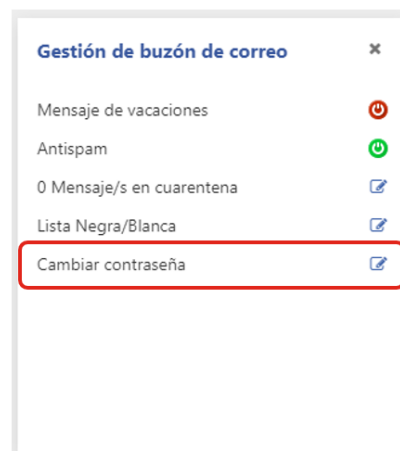 Gestión de buzón de correo
Mensaje de vacaciones
Antispam
0 Mensaje/s en cuarentena
Lista Negra/Blanca
Cambiar contraseña